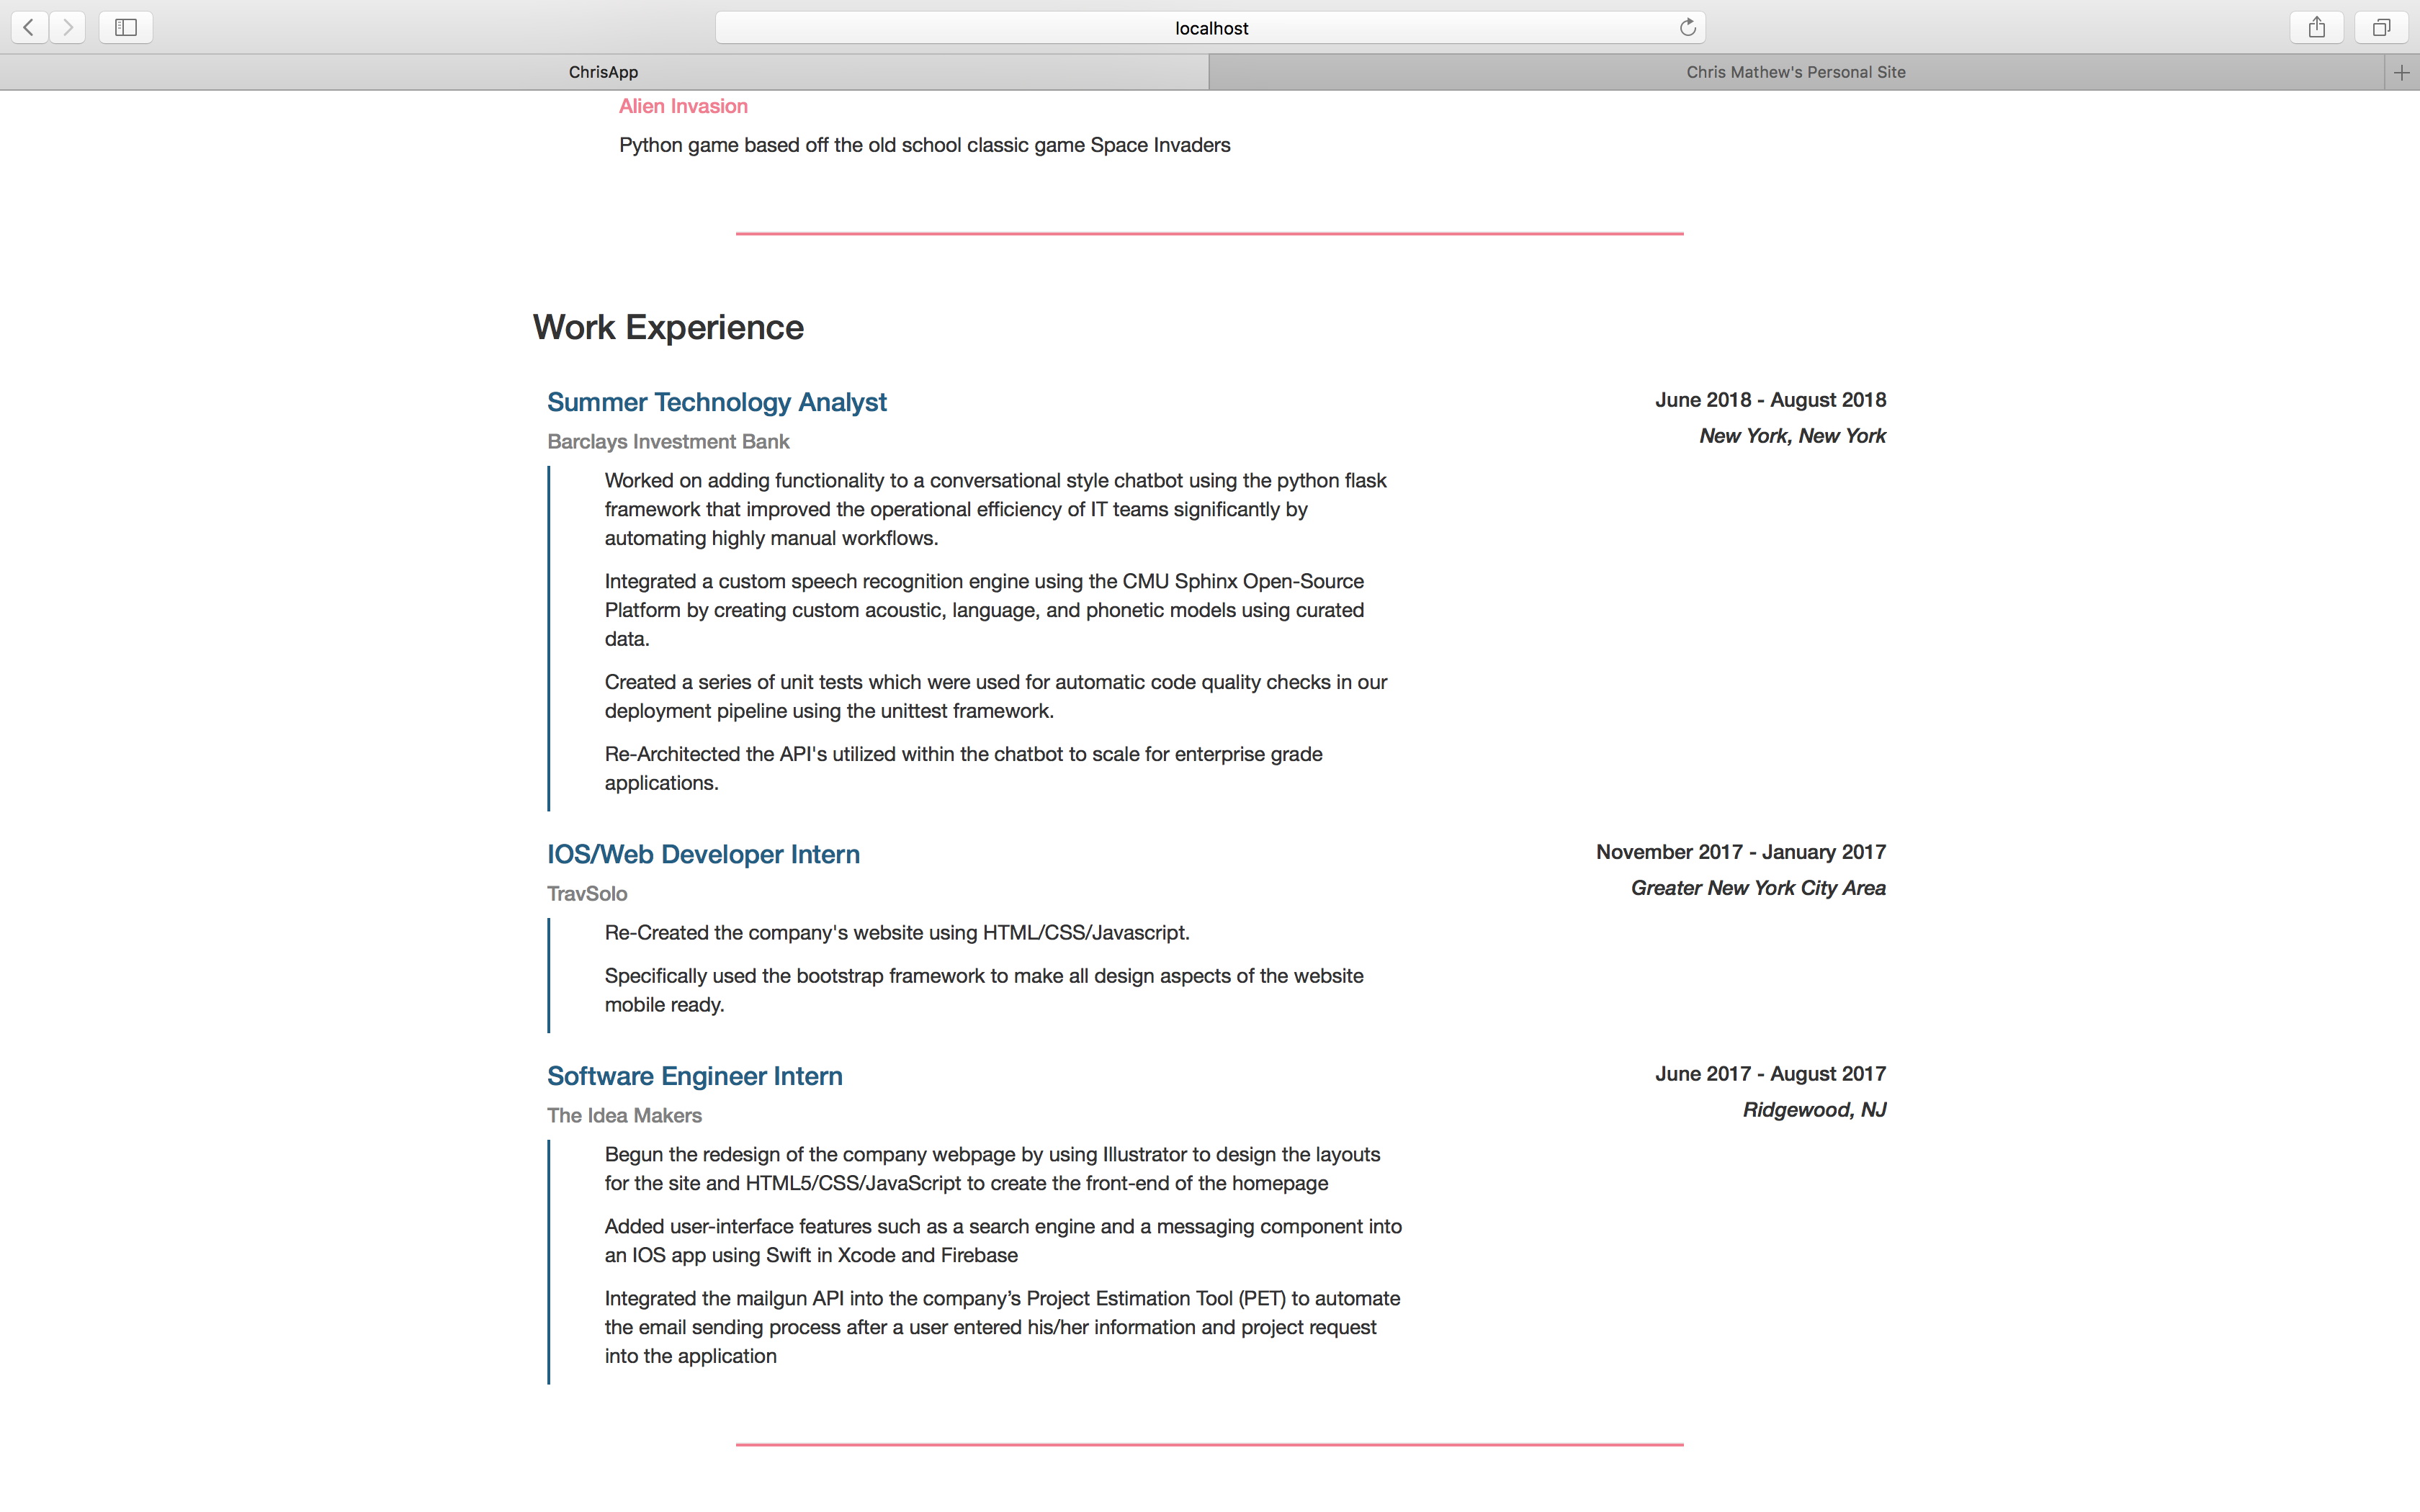 localhost
ChrisApp
Chris Mathew's Personal Site
Alien Invasion
Python game based off the old school classic game Space Invaders
Work Experience
Summer Technology Analyst
June 2018 - August 2018
Barclays Investment Bank
New York, New York
Worked on adding functionality to a conversational style chatbot using the python flask
framework that improved the operational efficiency of IT teams significantly by
automating highly manual workflows.
Integrated a custom speech recognition engine using the CMU Sphinx Open-Source
Platform by creating custom acoustic, language, and phonetic models using curated
data.
Created a series of unit tests which were used for automatic code quality checks in our
deployment pipeline using the unittest framework.
Re-Architected the API's utilized within the chatbot to scale for enterprise grade
applications.
IOS/Web Developer Intern
November 2017 - January 2017
TravSolo
Greater New York City Area
Re-Created the company's website using HTML/CSS/Javascript.
Specifically used the bootstrap framework to make all design aspects of the website
mobile ready.
Software Engineer Intern
June 2017 - August 2017
The Idea Makers
Ridgewood, NJ
Begun the redesign of the company webpage by using Illustrator to design the layouts
for the site and HTML5/CSS/JavaScript to create the front-end of the homepage
Added user-interface features such as a search engine and a messaging component into
an IOS app using Swift in Xcode and Firebase
Integrated the mailgun API into the company’s Project Estimation Tool (PET) to automate
the email sending process after a user entered his/her information and project request
into the application